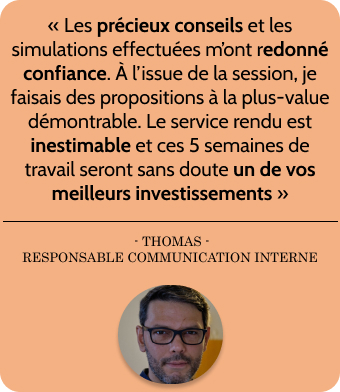 « Les précieux conseils et les
simulations effectuées m'ont redonné
confiance. À l'issue de la session, je
faisais des propositions à la plus-value
démontrable. Le service rendu est
inestimable et ces 5 semaines de
travail seront sans doute un de vos
meilleurs investissements »
- THOMAS -
RESPONSABLE COMMUNICATION INTERNE